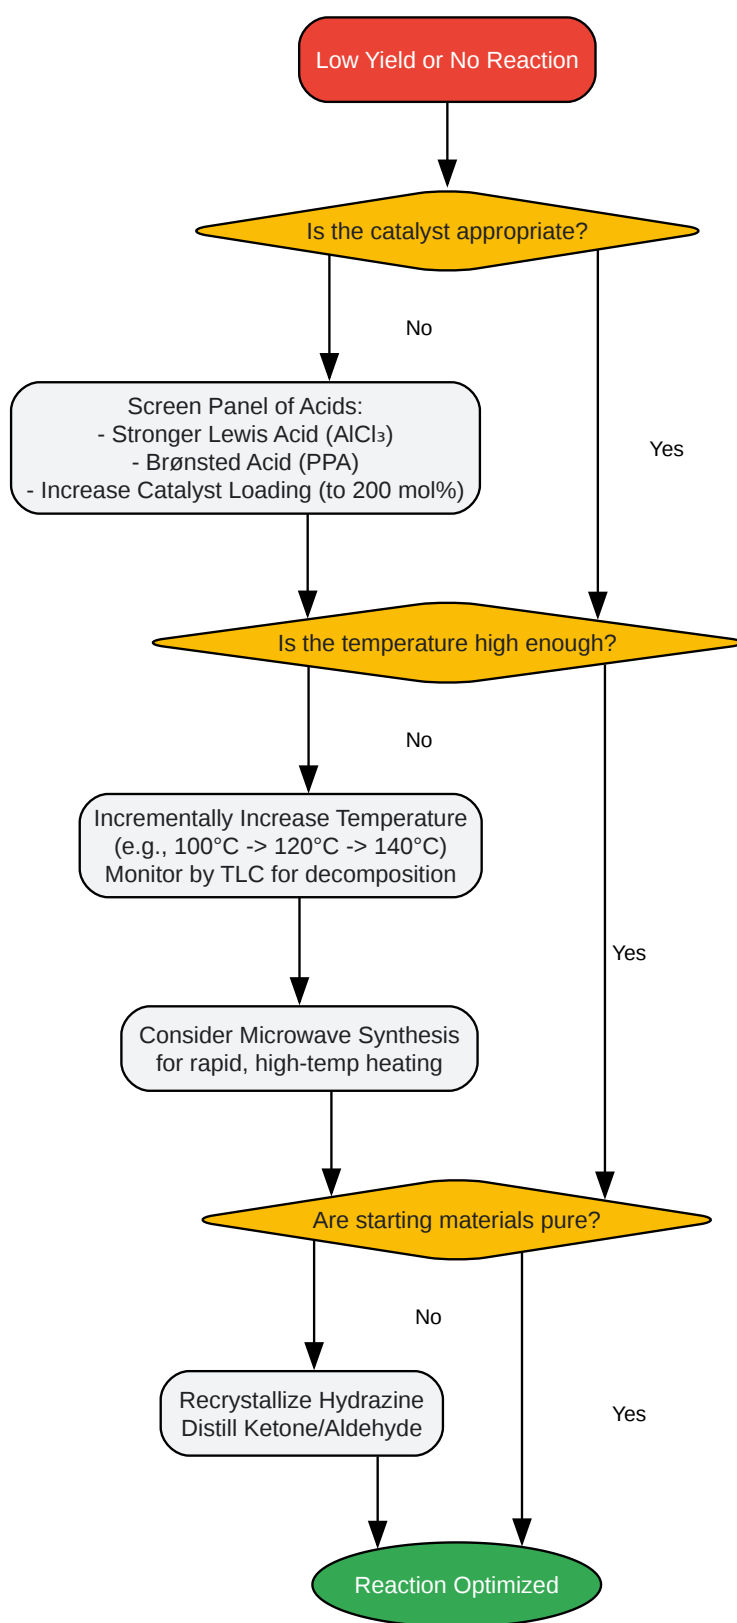 Low Yield or No Reaction
Is the catalyst appropriate?
No
Screen Panel of Acids:
- Stronger Lewis Acid (AlCl₃)
- Brønsted Acid (PPA)
- Increase Catalyst Loading (to 200 mol%)
Yes
Is the temperature high enough?
No
Incrementally Increase Temperature
(e.g., 100°C -> 120°C -> 140°C)
Monitor by TLC for decomposition
Yes
Consider Microwave Synthesis
for rapid, high-temp heating
Are starting materials pure?
No
Recrystallize Hydrazine
Distill Ketone/Aldehyde
Yes
Reaction Optimized